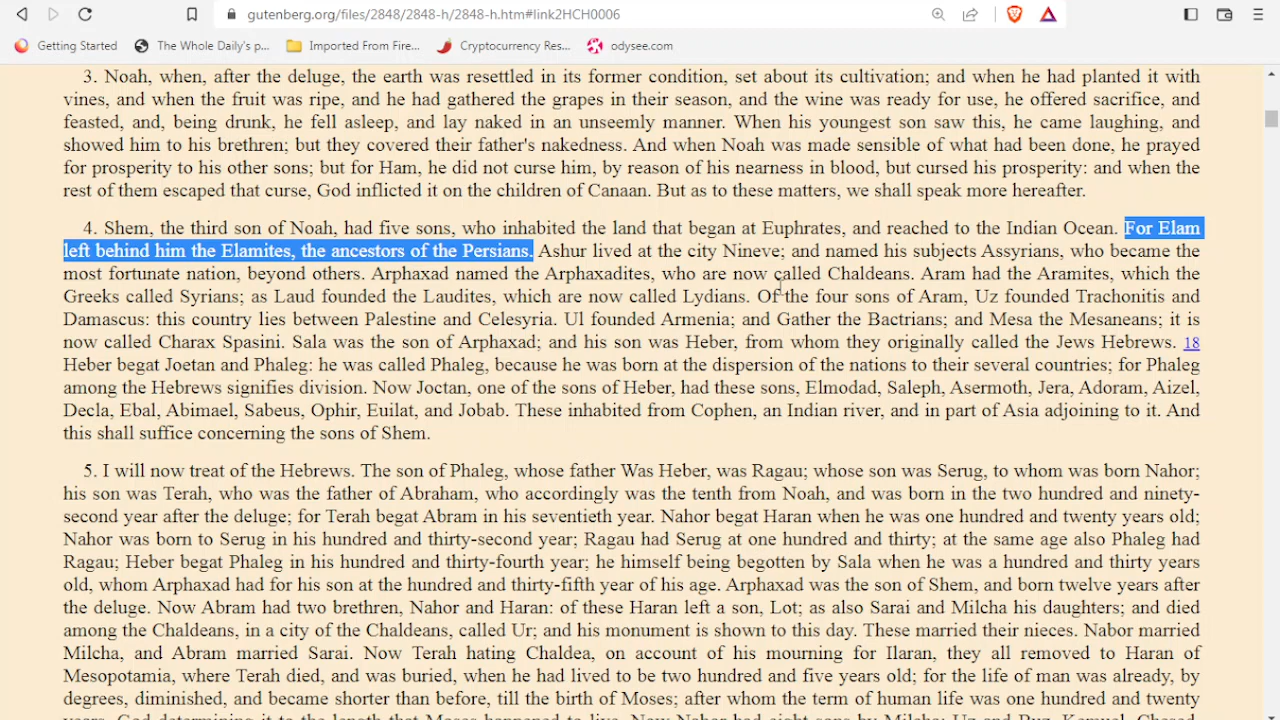 gutenberg.org/files/2848/2848-h/2848-h.htm#link2HCH0006
Getting Started The Whole Daily's p... Imported From Fire... Cryptocurrency Res... odysee.com
3. Noah, when, after the deluge, the earth was resettled in its former condition, set about its cultivation; and when he had planted it with
vines, and when the fruit was ripe, and he had gathered the grapes in their season, and the wine was ready for use, he offered sacrifice, and
feasted, and, being drunk, he fell asleep, and lay naked in an unseemly manner. When his youngest son saw this, he came laughing, and
showed him to his brethren; but they covered their father's nakedness. And when Noah was made sensible of what had been done, he prayed
for prosperity to his other sons; but for Ham, he did not curse him, by reason of his nearness in blood, but cursed his prosperity: and when the
rest of them escaped that curse, God inflicted it on the children of Canaan. But as to these matters, we shall speak more hereafter.
4. Shem, the third son of Noah, had five sons, who inhabited the land that began at Euphrates, and reached to the Indian Ocean. For Elam
left behind him the Elamites, the ancestors of the Persians. Ashur lived at the city Nineve; and named his subjects Assyrians, who became the
most fortunate nation, beyond others. Arphaxad named the Arphaxadites, who are now called Chaldeans. Aram had the Aramites, which the
Greeks called Syrians; as Laud founded the Laudites, which are now called Lydians. Of the four sons of Aram, Uz founded Trachonitis and
Damascus: this country lies between Palestine and Celesyria. Ul founded Armenia; and Gather the Bactrians; and Mesa the Mesaneans; it is
now called Charax Spasini. Sala was the son of Arphaxad; and his son was Heber, from whom they originally called the Jews Hebrews. 18
Heber begat Joetan and Phaleg: he was called Phaleg, because he was born at the dispersion of the nations to their several countries; for Phaleg
among the Hebrews signifies division. Now Joctan, one of the sons of Heber, had these sons, Elmodad, Saleph, Asermoth, Jera, Adoram, Aizel,
Decla, Ebal, Abimael, Sabeus, Ophir, Euilat, and Jobab. These inhabited from Cophen, an Indian river, and in part of Asia adjoining to it. And
this shall suffice concerning the sons of Shem.
5. I will now treat of the Hebrews. The son of Phaleg, whose father Was Heber, was Ragau; whose son was Serug, to whom was born Nahor;
his son was Terah, who was the father of Abraham, who accordingly was the tenth from Noah, and was born in the two hundred and ninety-
second year after the deluge; for Terah begat Abram in his seventieth year. Nahor begat Haran when he was one hundred and twenty years old;
Nahor was born to Serug in his hundred and thirty-second year; Ragau had Serug at one hundred and thirty; at the same age also Phaleg had
Ragau; Heber begat Phaleg in his hundred and thirty-fourth year; he himself being begotten by Sala when he was a hundred and thirty years
old, whom Arphaxad had for his son at the hundred and thirty-fifth year of his age. Arphaxad was the son of Shem, and born twelve years after
the deluge. Now Abram had two brethren, Nahor and Haran: of these Haran left a son, Lot; as also Sarai and Milcha his daughters; and died
among the Chaldeans, in a city of the Chaldeans, called Ur; and his monument is shown to this day. These married their nieces. Nabor married
Milcha, and Abram married Sarai. Now Terah hating Chaldea, on account of his mourning for Ilaran, they all removed to Haran of
Mesopotamia, where Terah died, and was buried, when he had lived to be two hundred and five years old; for the life of man was already, by
degrees, diminished, and became shorter than before, till the birth of Moses; after whom the term of human life was one hundred and twenty
years, God determining it to the length that Moses happened to live. Now Nahor had eight sons by Milcha; Uz and Buz, Kemuel, Chesed,